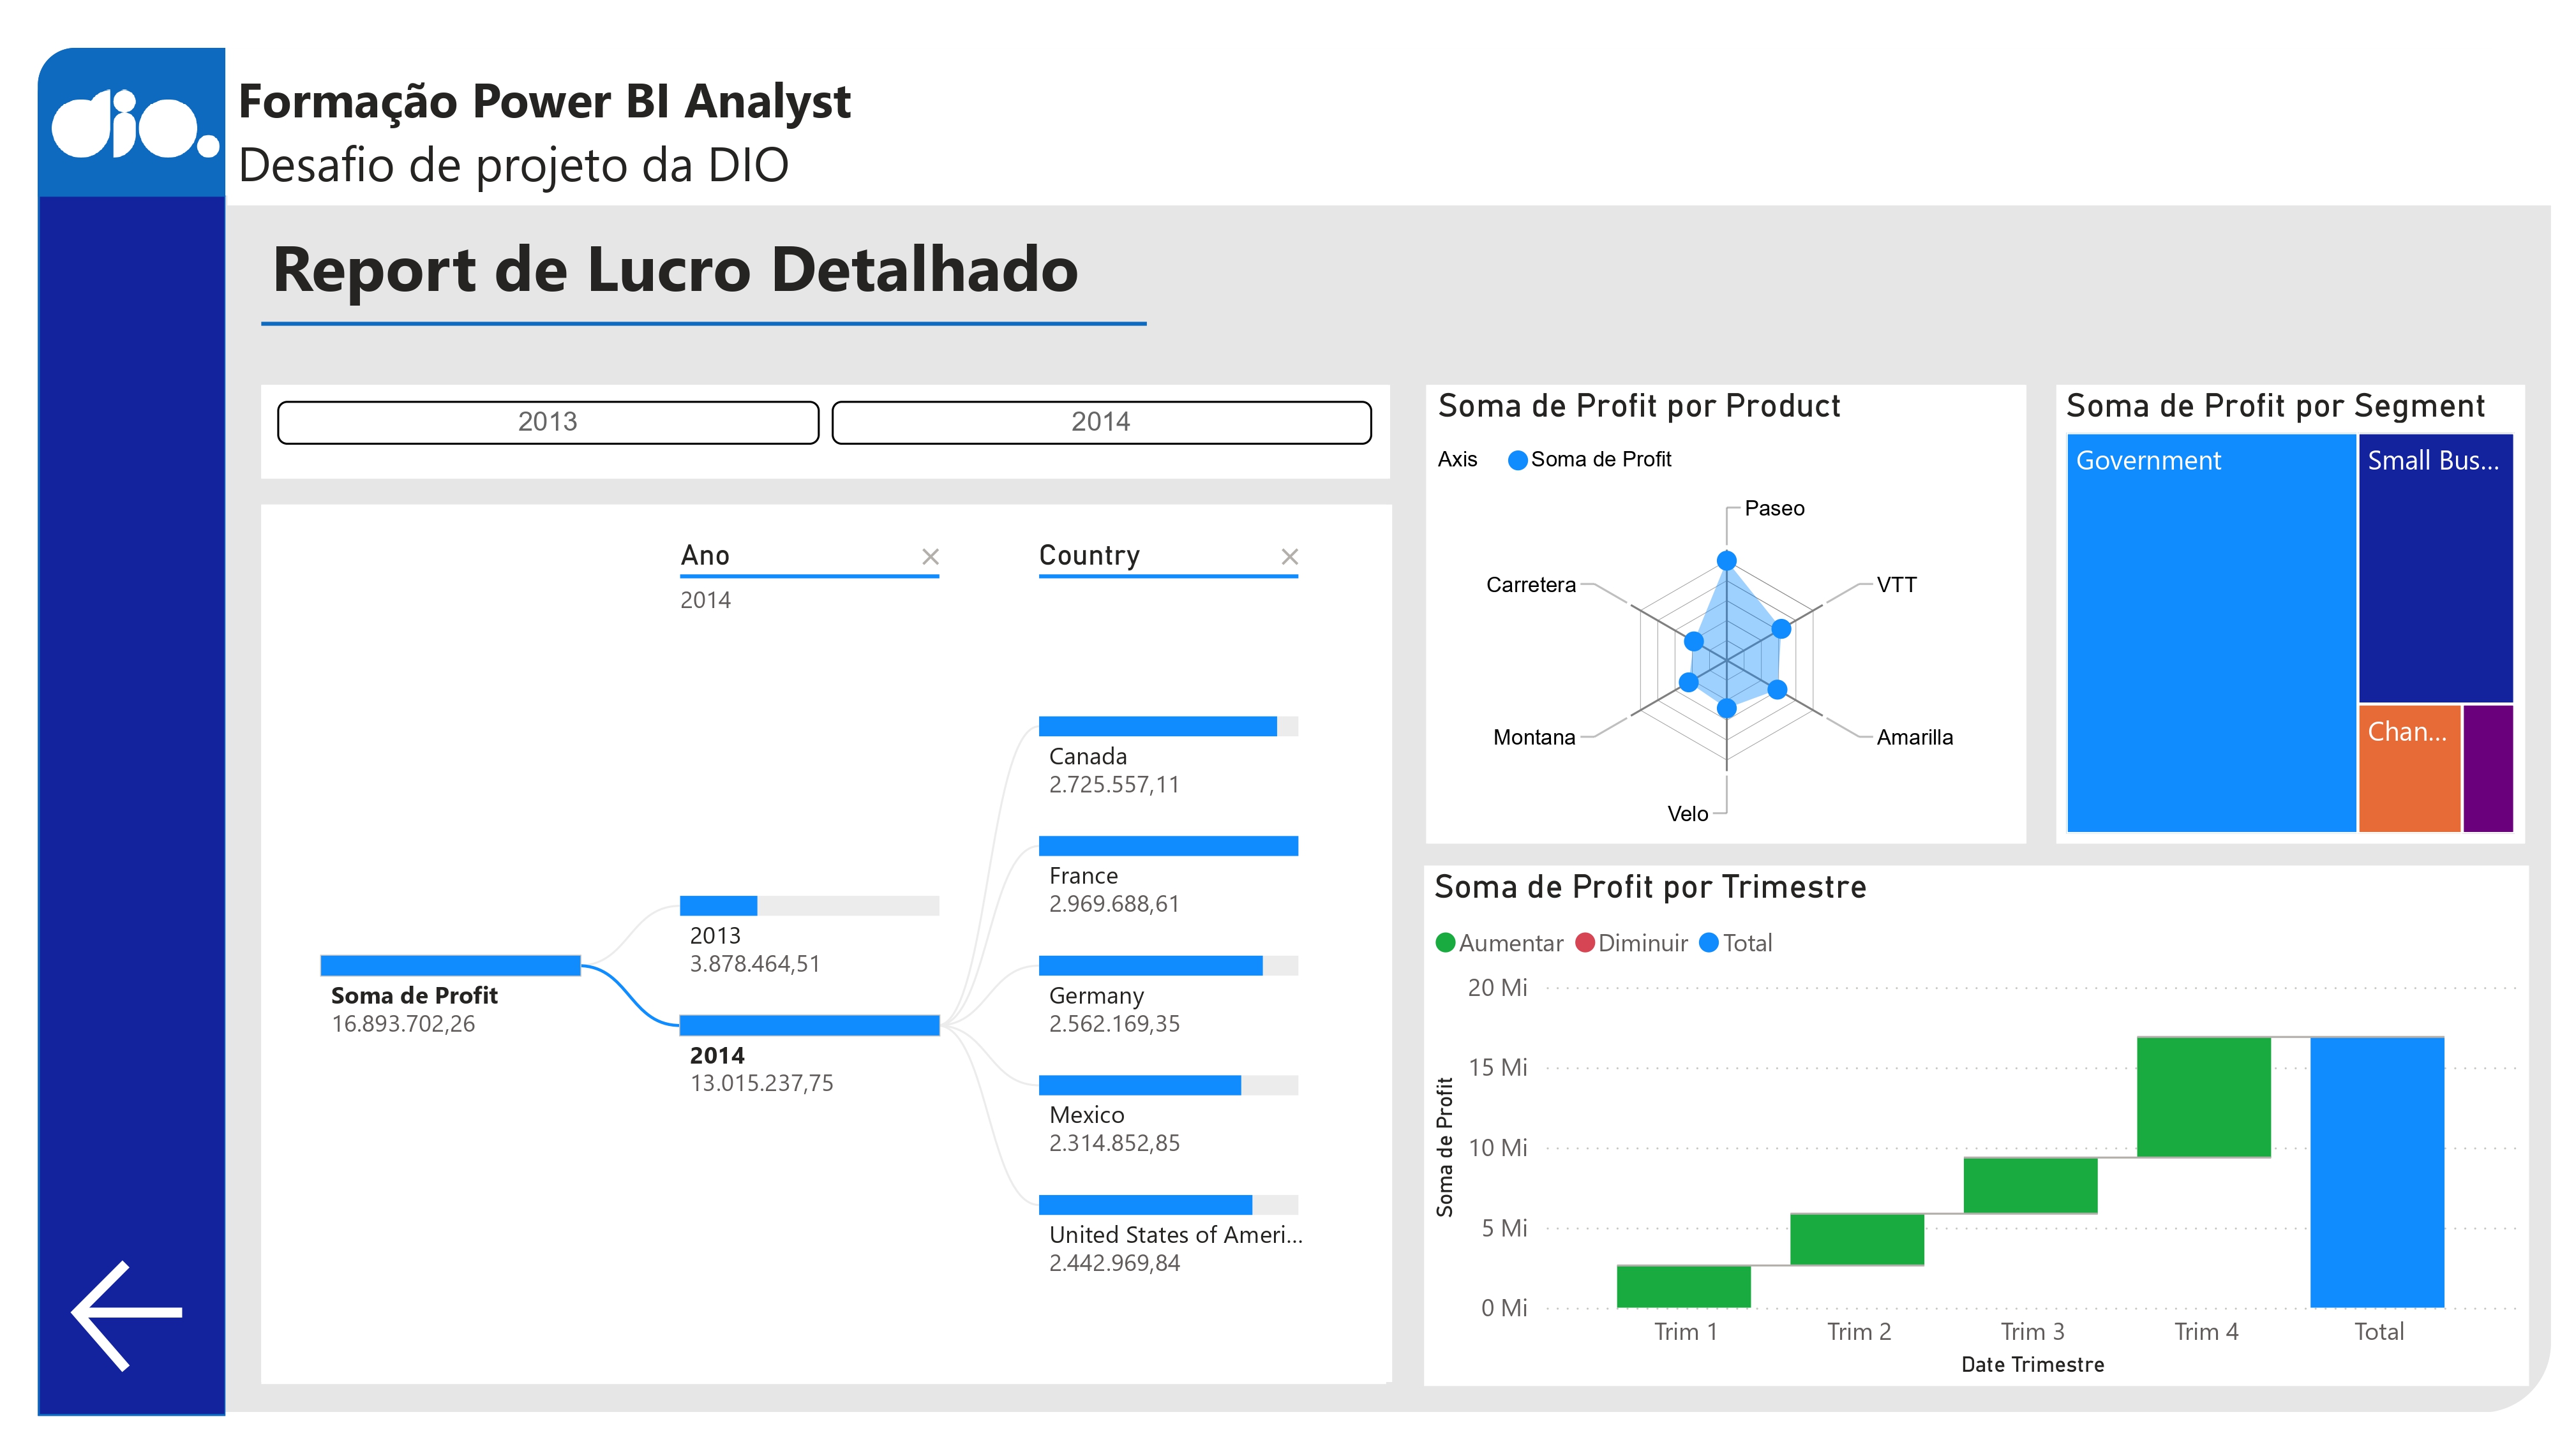 dio.
Formação Power BI Analyst
Desafio de projeto da DIO
Report de Lucro Detalhado
2013
2014
Ano
2014
Country
Soma de Profit
16.893.702,26
2013
3.878.464,51
2014
13.015.237,75
Canada
2.725.557,11
France
2.969.688,61
Germany
2.562.169,35
Mexico
2.314.852,85
United States of Ameri...
2.442.969,84
Soma de Profit por Product
Axis
Soma de Profit
Paseo
VTT
Amarilla
Velo
Montana
Carretera
Soma de Profit por Segment
Government
Small Bus...
Chan...
Soma de Profit por Trimestre
Aumentar
Diminuir
Total
Soma de Profit
20 Mi
15 Mi
10 Mi
5 Mi
0 Mi
Trim 1
Trim 2
Trim 3
Trim 4
Total
Date Trimestre